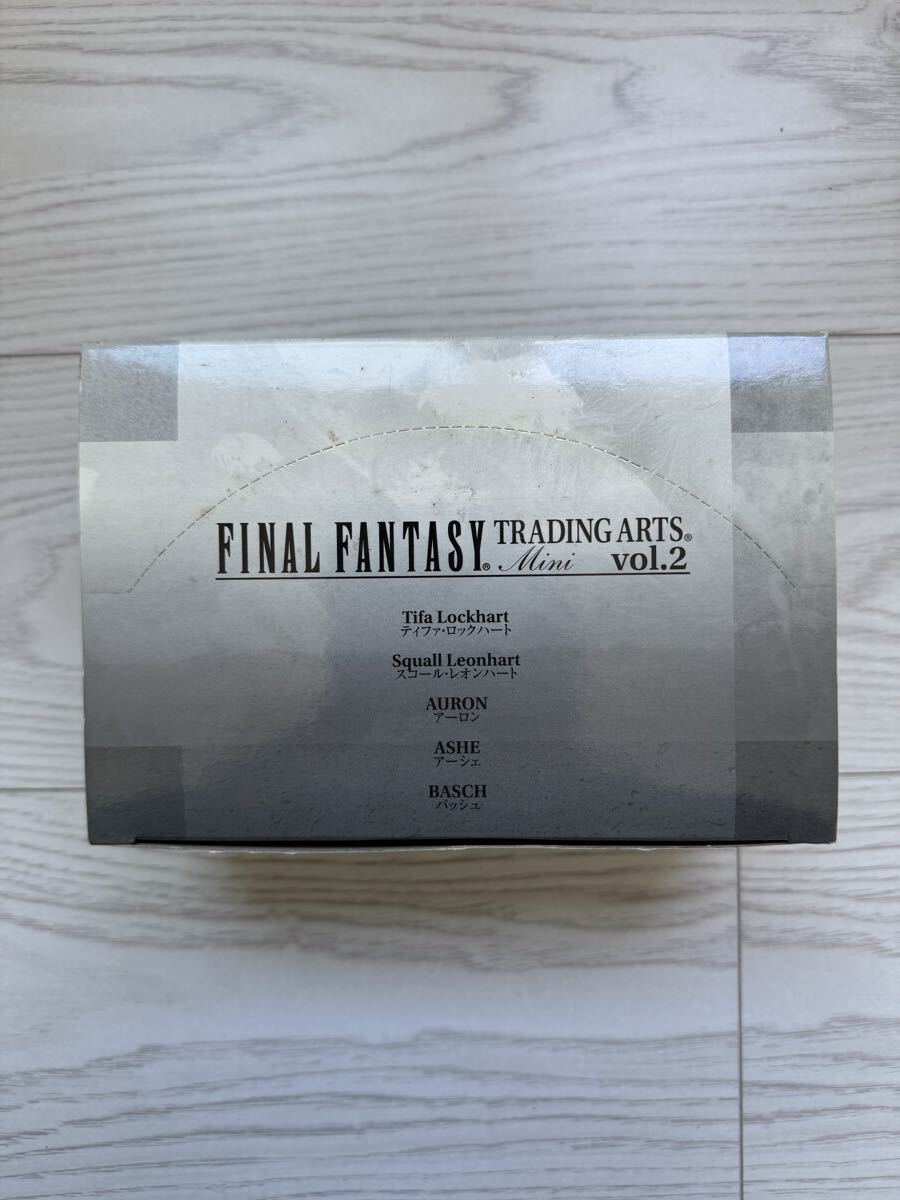 FINAL FANTASY® TRADING ARTS®
Mini vol.2
Tifa Lockhart
ティファ・ロックハート
Squall Leonhart
スコール・レオンハート
AURON
アーロン
ASHE
アーシェ
BASCH
バッシュ